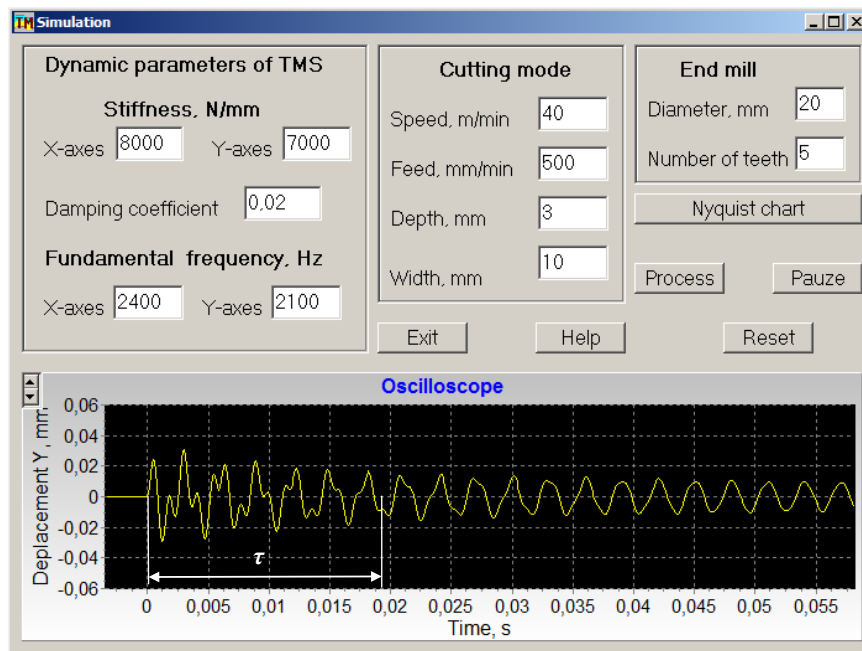 TM Simulation
Dynamic parameters of TMS
Stiffness, N/mm
X-axes 8000 Y-axes 7000
Damping coefficient 0,02
Fundamental frequency, Hz
X-axes 2400 Y-axes 2100
Cutting mode
Speed, m/min 40
Feed, mm/min 500
Depth, mm 3
Width, mm 10
End mill
Diameter, mm 20
Number of teeth 5
Nyquist chart
Process Pauze
Exit Help Reset
Oscilloscope
Deplacement Y, mm
0,06
0,04
0,02
0
-0,02
-0,04
-0,06
τ
0 0,005 0,01 0,015 0,02 0,025 0,03 0,035 0,04 0,045 0,05 0,055
Time, s